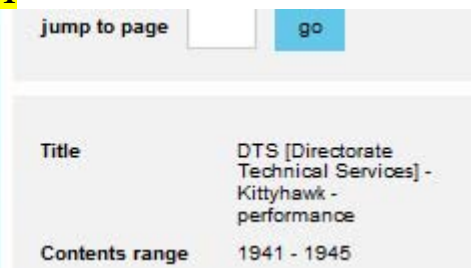 jump to page go
Title DTS [Directorate
Technical Services] -
Kittyhawk -
performance
Contents range 1941 - 1945